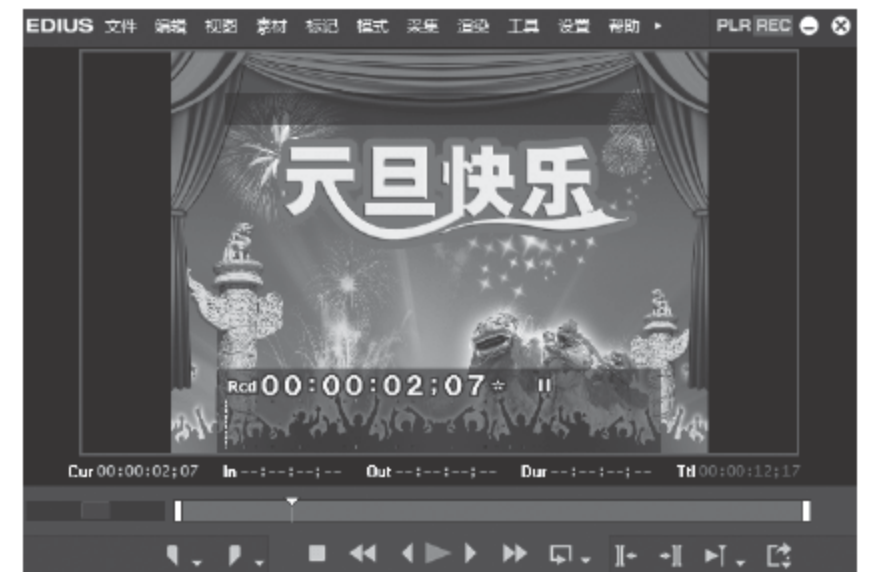 EDIUS 文件 编辑 视图 素材 标记 模式 采集 渲染 工具 设置 帮助 PLR REC
元旦快乐
Rcd 00:00:02;07
Cur 00:00:02;07 In --:--:--;-- Out --:--:--;-- Dur --:--:--;-- Ttl 00:00:12;17